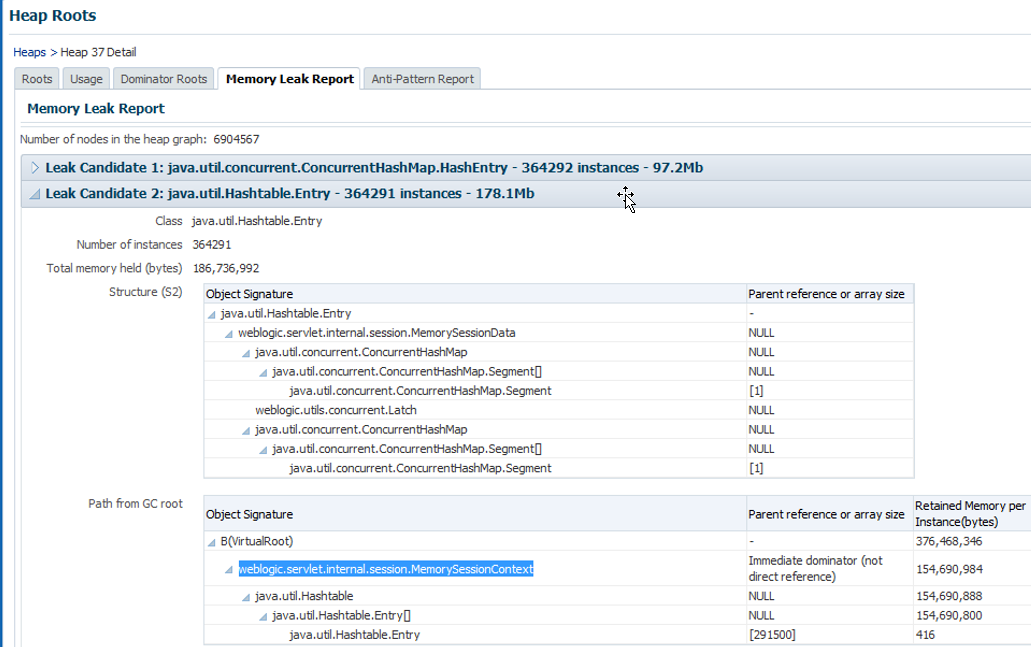 Heap Roots
Heaps > Heap 37 Detail
Roots Usage Dominator Roots Memory Leak Report Anti-Pattern Report
Memory Leak Report
Number of nodes in the heap graph: 6904567
Leak Candidate 1: java.util.concurrent.ConcurrentHashMap.HashEntry - 364292 instances - 97.2Mb
Leak Candidate 2: java.util.Hashtable.Entry - 364291 instances - 178.1Mb
Class java.util.Hashtable.Entry
Number of instances 364291
Total memory held (bytes) 186,736,992
Structure (S2) Object Signature Parent reference or array size
java.util.Hashtable.Entry -
weblogic.servlet.internal.session.MemorySessionData NULL
java.util.concurrent.ConcurrentHashMap NULL
java.util.concurrent.ConcurrentHashMap.Segment[] NULL
java.util.concurrent.ConcurrentHashMap.Segment [1]
weblogic.utils.concurrent.Latch NULL
java.util.concurrent.ConcurrentHashMap NULL
java.util.concurrent.ConcurrentHashMap.Segment[] NULL
java.util.concurrent.ConcurrentHashMap.Segment [1]
Path from GC root Object Signature Parent reference or array size Retained Memory per Instance(bytes)
B(VirtualRoot) - 376,468,346
weblogic.servlet.internal.session.MemorySessionContext Immediate dominator (not direct reference) 154,690,984
java.util.Hashtable NULL 154,690,888
java.util.Hashtable.Entry[] NULL 154,690,800
java.util.Hashtable.Entry [291500] 416